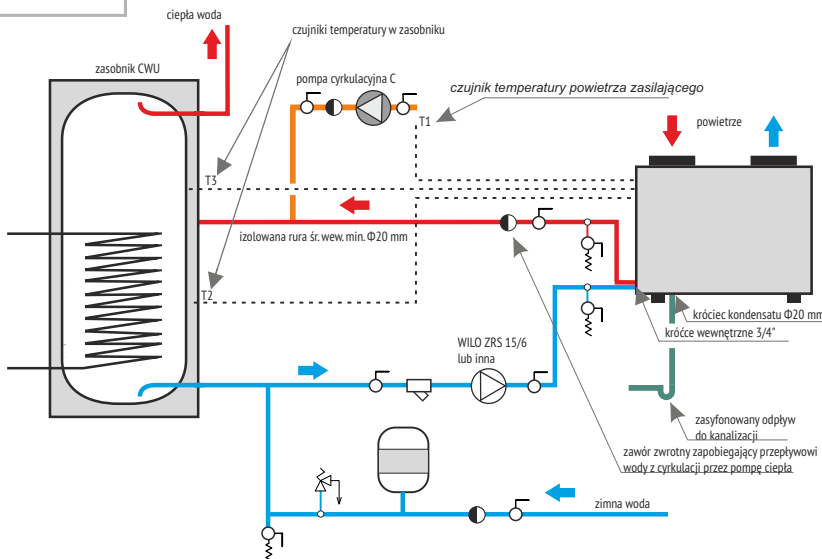 ciepła woda
czujniki temperatury w zasobniku
zasobnik CWU
pompa cyrkulacyjna C
czujnik temperatury powietrza zasilającego
T1
powietrze
T3
izolowana rura śr. wew. min. Φ20 mm
T2
króciec kondensatu Φ20 mm
króćce wewnętrzne 3/4"
WILO ZRS 15/6
lub inna
zasyfonowany odpływ
do kanalizacji
zawór zwrotny zapobiegający przepływowi
wody z cyrkulacji przez pompę ciepła
zimna woda